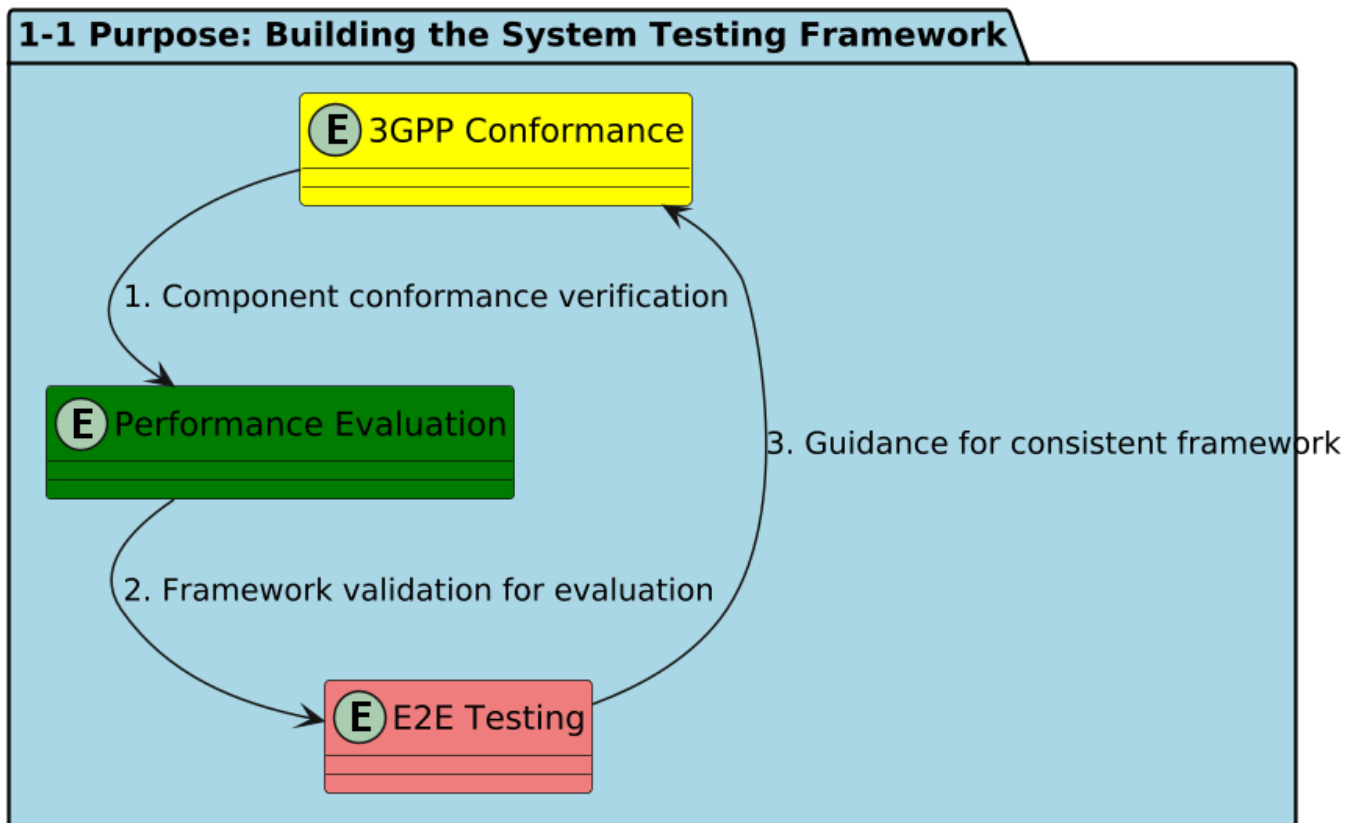 1-1 Purpose: Building the System Testing Framework
E 3GPP Conformance
1. Component conformance verification
E Performance Evaluation
3. Guidance for consistent framework
2. Framework validation for evaluation
E E2E Testing